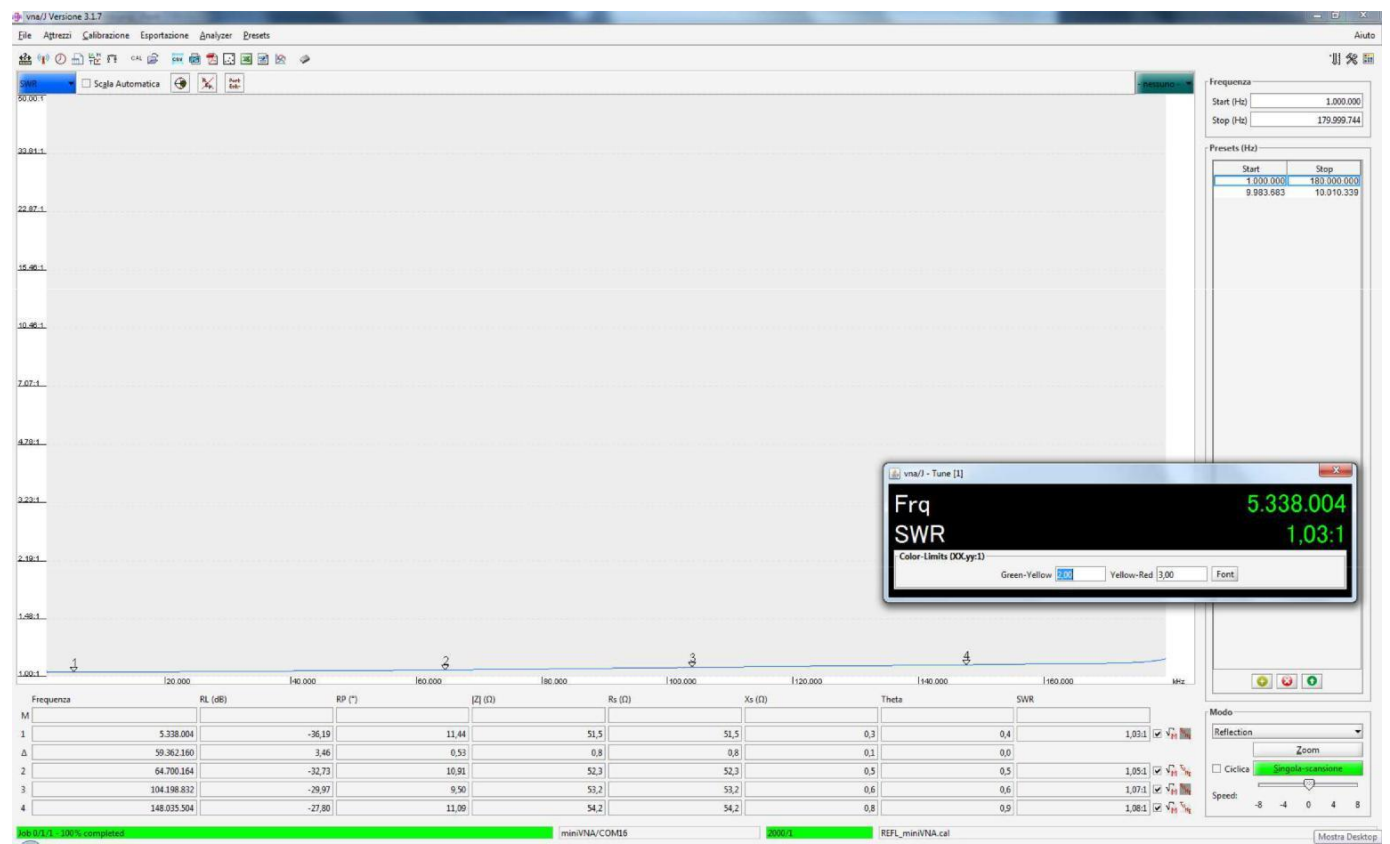 vna/J Versione 3.1.7
File Attrezzi Calibrazione Esportazione Analyzer Presets Aiuto
CAL CSV
SWR Scala Automatica - nessuno -
50.00:1
33.81:1
22.87:1
15.46:1
10.46:1
7.07:1
4.78:1
3.23:1
2.19:1
1.48:1
1.00:1
1 2 3 4
20.000 40.000 60.000 80.000 100.000 120.000 140.000 160.000 kHz
Frequenza
Start (Hz) 1.000.000
Stop (Hz) 179.999.744
Presets (Hz)
Start Stop
1.000.000 180.000.000
9.983.683 10.010.339
vna/J - Tune [1]
Frq 5.338.004
SWR 1,03:1
Color-Limits (XX.yy:1)
Green-Yellow 2,00 Yellow-Red 3,00 Font
Frequenza RL (dB) RP (°) |Z| (Ω) Rs (Ω) Xs (Ω) Theta SWR
M
1 5.338.004 -36,19 11,44 51,5 51,5 0,3 0,4 1,03:1
Δ 59.362.160 3,46 0,53 0,8 0,8 0,1 0,0
2 64.700.164 -32,73 10,91 52,3 52,3 0,5 0,5 1,05:1
3 104.198.832 -29,97 9,50 53,2 53,2 0,6 0,6 1,07:1
4 148.035.504 -27,80 11,09 54,2 54,2 0,8 0,9 1,08:1
Modo
Reflection
Zoom
Ciclica Singola-scansione
Speed:
-8 -4 0 4 8
Job 0/1/1 - 100% completed miniVNA/COM16 2000/1 REFL_miniVNA.cal
Mostra Desktop